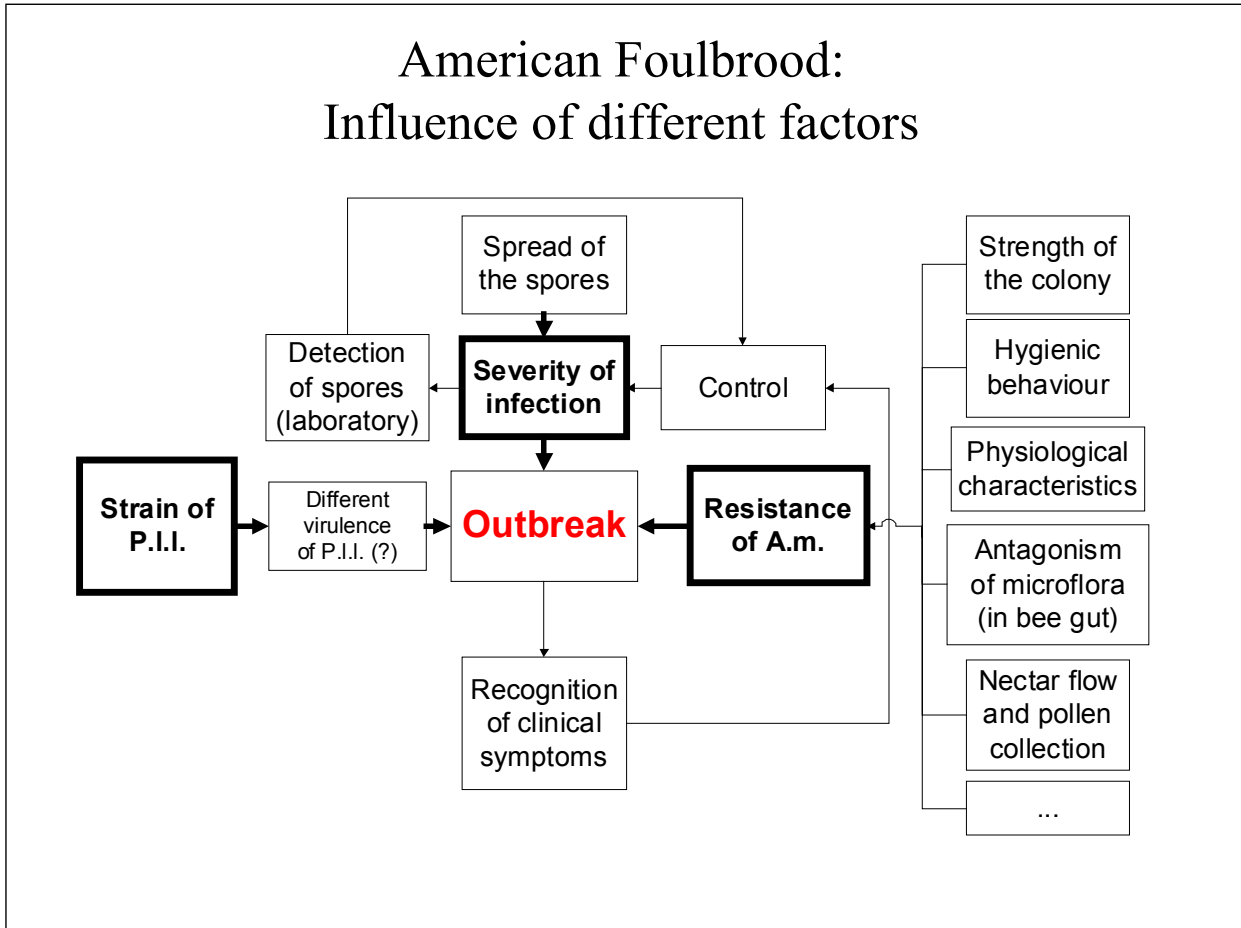 American Foulbrood:
Influence of different factors
Spread of
the spores
Strength of
the colony
Detection
of spores
(laboratory)
Severity of
infection
Control
Hygienic
behaviour
Physiological
characteristics
Strain of
P.l.l.
Different
virulence
of P.l.l. (?)
Outbreak
Resistance
of A.m.
Antagonism
of microflora
(in bee gut)
Recognition
of clinical
symptoms
Nectar flow
and pollen
collection
...